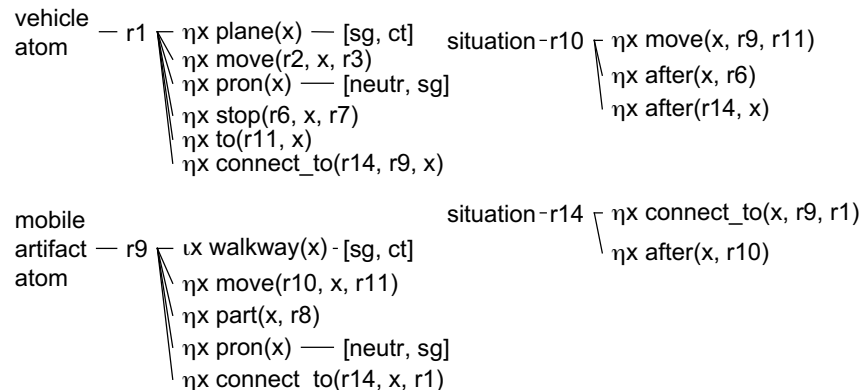 vehicle
atom
r1
ηx plane(x) — [sg, ct]
ηx move(r2, x, r3)
ηx pron(x) — [neutr, sg]
ηx stop(r6, x, r7)
ηx to(r11, x)
ηx connect_to(r14, r9, x)
situation
r10
ηx move(x, r9, r11)
ηx after(x, r6)
ηx after(r14, x)
mobile
artifact
atom
r9
ιx walkway(x) - [sg, ct]
ηx move(r10, x, r11)
ηx part(x, r8)
ηx pron(x) — [neutr, sg]
ηx connect_to(r14, x, r1)
situation
r14
ηx connect_to(x, r9, r1)
ηx after(x, r10)